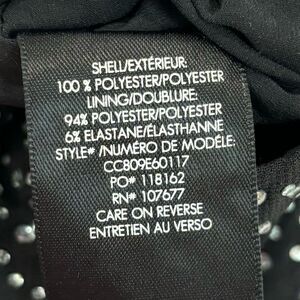 SHELL/EXTÉRIEUR:
100 % POLYESTER/POLYESTER
LINING/DOUBLURE:
94% POLYESTER/POLYESTER
6% ELASTANE/ÉLASTHANNE
STYLE# /NUMÉRO DE MODÈLE:
CC809E60117
PO# 118162
RN# 107677
CARE ON REVERSE
ENTRETIEN AU VERSO